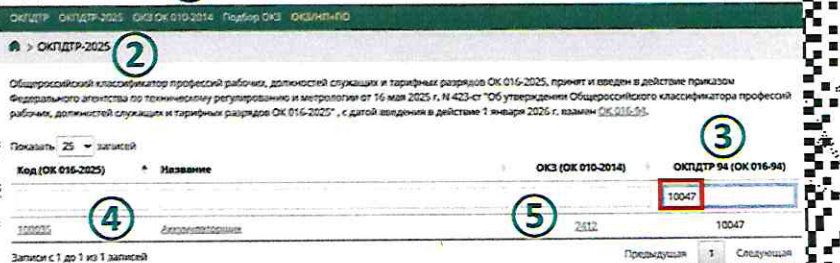 ОКПДТР ОКПДТР-2025 ОКЗ ОК 010-2014 Подбор ОКЗ ОКЗ/НП+ПО
> ОКПДТР-2025 2
Общероссийский классификатор профессий рабочих, должностей служащих и тарифных разрядов ОК 016-2025, принят и введен в действие приказом
Федерального агентства по техническому регулированию и метрологии от 16 мая 2025 г. N 423-ст "Об утверждении Общероссийского классификатора профессий
рабочих, должностей служащих и тарифных разрядов ОК 016-2025" , с датой введения в действие 1 января 2026 г. взамен ОК 016-94.
3
Показать 25 записей
Код (ОК 016-2025) Название ОКЗ (ОК 010-2014) ОКПДТР 94 (ОК 016-94)
10047
100035 4 Аккумуляторщик 5 7412 10047
Записи с 1 до 1 из 1 записей Предыдущая 1 Следующая